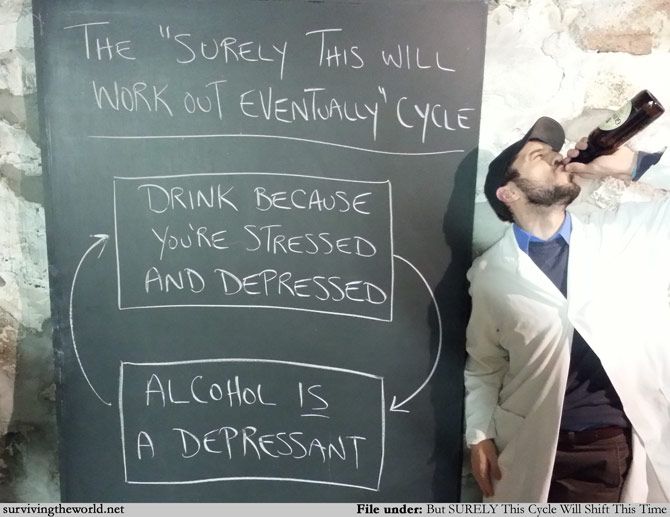 THE "SURELY THIS WILL
WORK OUT EVENTUALLY" CYCLE
DRINK BECAUSE
YOU'RE STRESSED
AND DEPRESSED
ALCOHOL IS
A DEPRESSANT
survivingtheworld.net
File under: But SURELY This Cycle Will Shift This Time